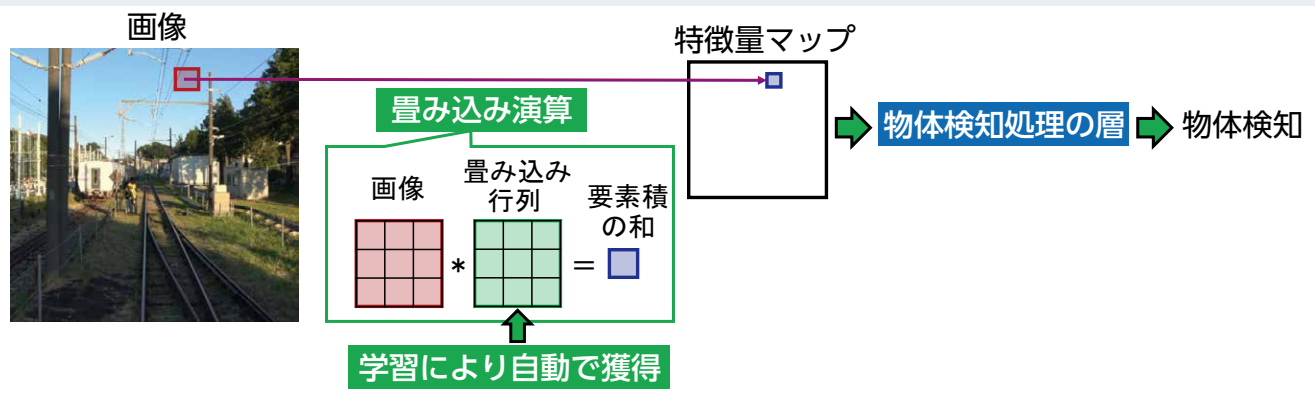 画像
特徴量マップ
畳み込み演算
画像
畳み込み
行列
要素積
の和
*
=
学習により自動で獲得
物体検知処理の層
物体検知